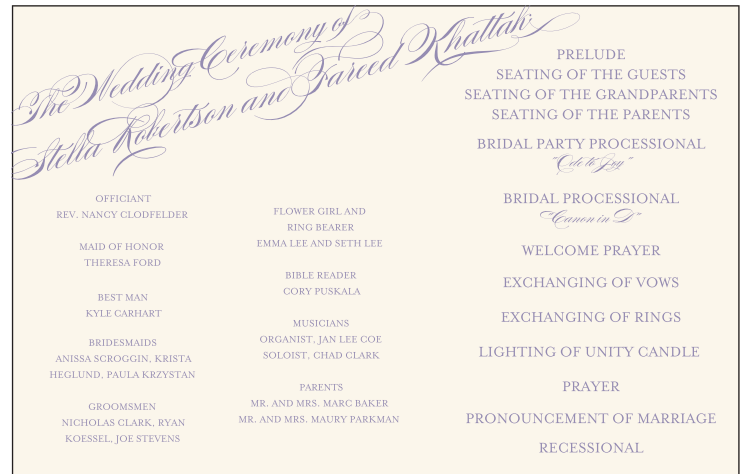 The Wedding Ceremony of
Stella Robertson and Fareed Khattak
OFFICIANT
REV. NANCY CLODFELDER
MAID OF HONOR
THERESA FORD
BEST MAN
KYLE CARHART
BRIDESMAIDS
ANISSA SCROGGIN, KRISTA
HEGLUND, PAULA KRZYSTAN
GROOMSMEN
NICHOLAS CLARK, RYAN
KOESSEL, JOE STEVENS
FLOWER GIRL AND
RING BEARER
EMMA LEE AND SETH LEE
BIBLE READER
CORY PUSKALA
MUSICIANS
ORGANIST, JAN LEE COE
SOLOIST, CHAD CLARK
PARENTS
MR. AND MRS. MARC BAKER
MR. AND MRS. MAURY PARKMAN
PRELUDE
SEATING OF THE GUESTS
SEATING OF THE GRANDPARENTS
SEATING OF THE PARENTS
BRIDAL PARTY PROCESSIONAL
"Ode to Joy"
BRIDAL PROCESSIONAL
"Canon in D"
WELCOME PRAYER
EXCHANGING OF VOWS
EXCHANGING OF RINGS
LIGHTING OF UNITY CANDLE
PRAYER
PRONOUNCEMENT OF MARRIAGE
RECESSIONAL